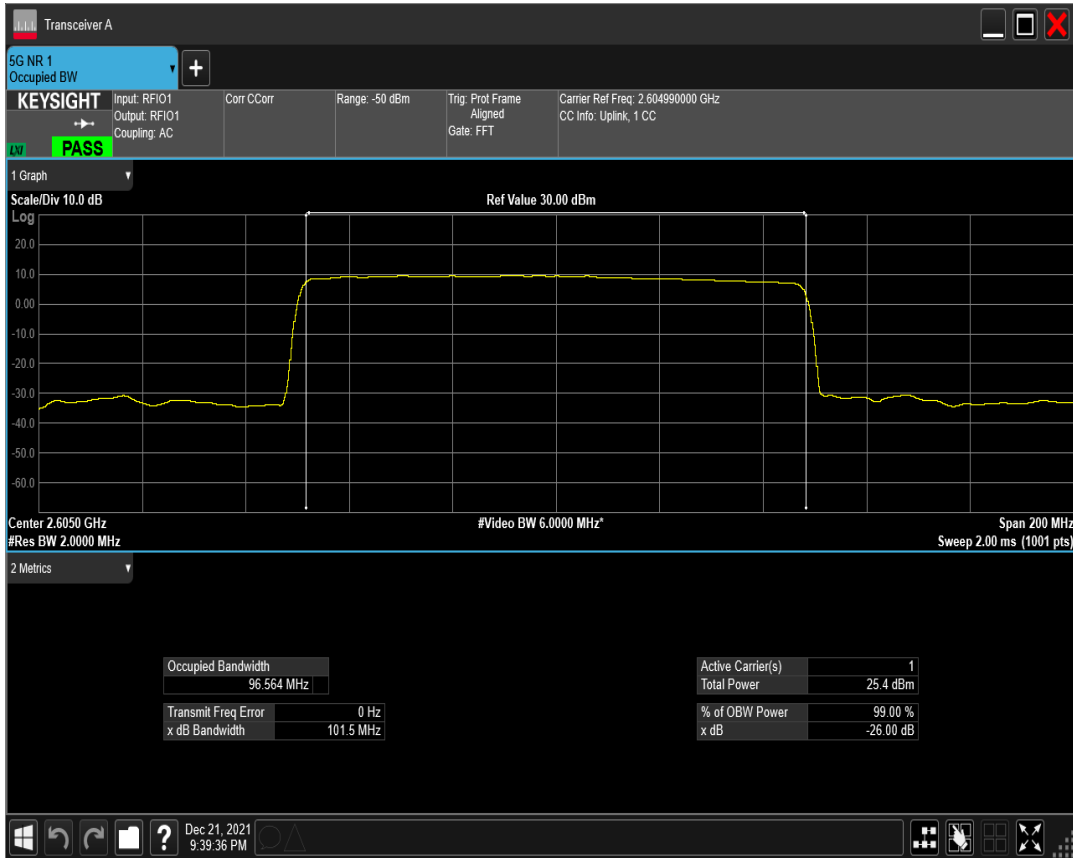 Transceiver A
5G NR 1
Occupied BW
KEYSIGHT
Input: RFIO1
Output: RFIO1
Coupling: AC
Corr CCorr
Range: -50 dBm
Trig: Prot Frame
Aligned
Gate: FFT
Carrier Ref Freq: 2.604990000 GHz
CC Info: Uplink, 1 CC
LXI
PASS
1 Graph
Scale/Div 10.0 dB
Ref Value 30.00 dBm
Log
20.0
10.0
0.00
-10.0
-20.0
-30.0
-40.0
-50.0
-60.0
Center 2.6050 GHz
#Video BW 6.0000 MHz*
Span 200 MHz
#Res BW 2.0000 MHz
Sweep 2.00 ms (1001 pts)
2 Metrics
Occupied Bandwidth
96.564 MHz
Transmit Freq Error 0 Hz
x dB Bandwidth 101.5 MHz
Active Carrier(s) 1
Total Power 25.4 dBm
% of OBW Power 99.00 %
x dB -26.00 dB
?
Dec 21, 2021
9:39:36 PM